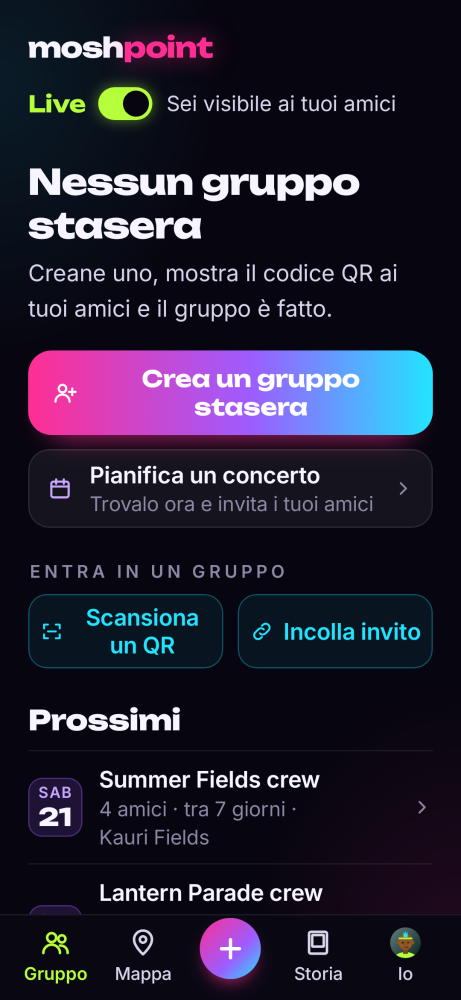 moshpoint
Live
Sei visibile ai tuoi amici
Nessun gruppo
stasera
Creane uno, mostra il codice QR ai
tuoi amici e il gruppo è fatto.
Crea un gruppo
stasera
Pianifica un concerto
Trovalo ora e invita i tuoi amici
ENTRA IN UN GRUPPO
Scansiona
un QR
Incolla invito
Prossimi
SAB
21
Summer Fields crew
4 amici · tra 7 giorni ·
Kauri Fields
Lantern Parade crew
Gruppo
Mappa
Storia
Io